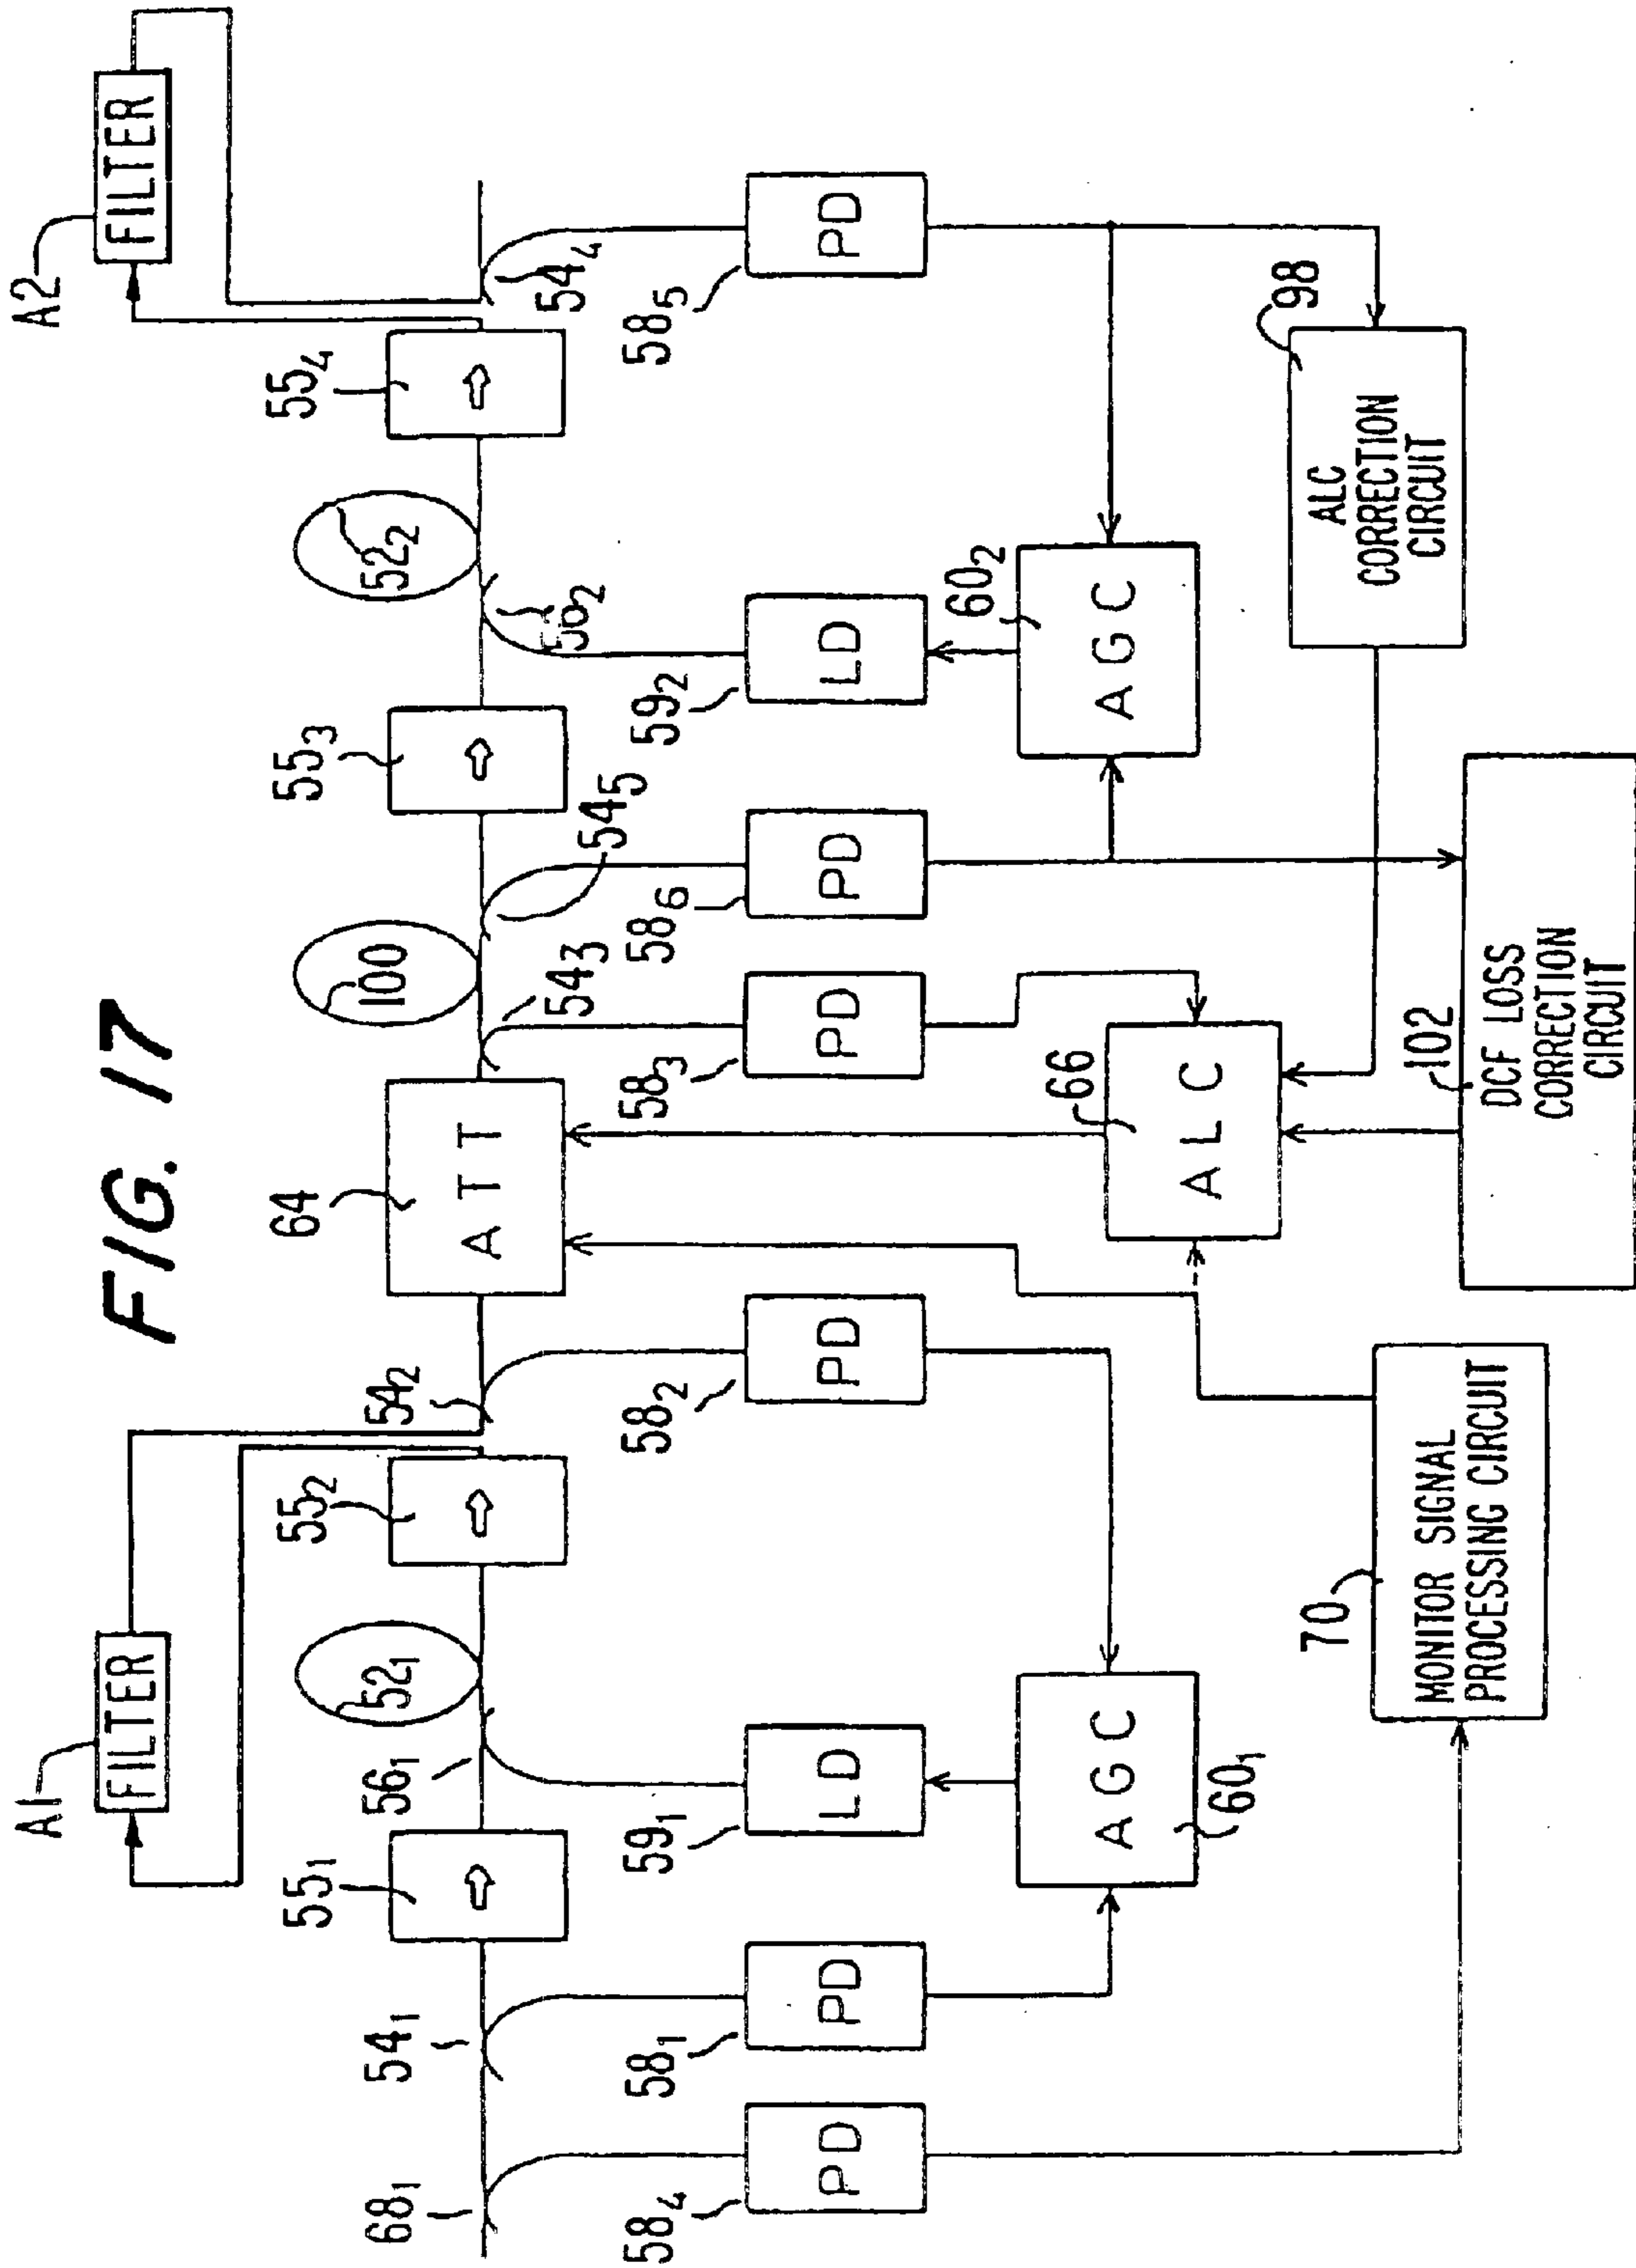 FIG. 17
A1
FILTER
A2
FILTER
68₁
54₁
55₁
56₁
52₁
55₂
54₂
64
ATT
54₃
100
54₅
55₃
56₂
52₂
55₄
54₄
58₄
PD
58₁
PD
59₁
LD
58₂
PD
58₃
PD
58₆
PD
59₂
LD
58₅
PD
AGC
60₁
66
ALC
AGC
60₂
70
MONITOR SIGNAL
PROCESSING CIRCUIT
102
DCF LOSS
CORRECTION
CIRCUIT
98
ALC
CORRECTION
CIRCUIT